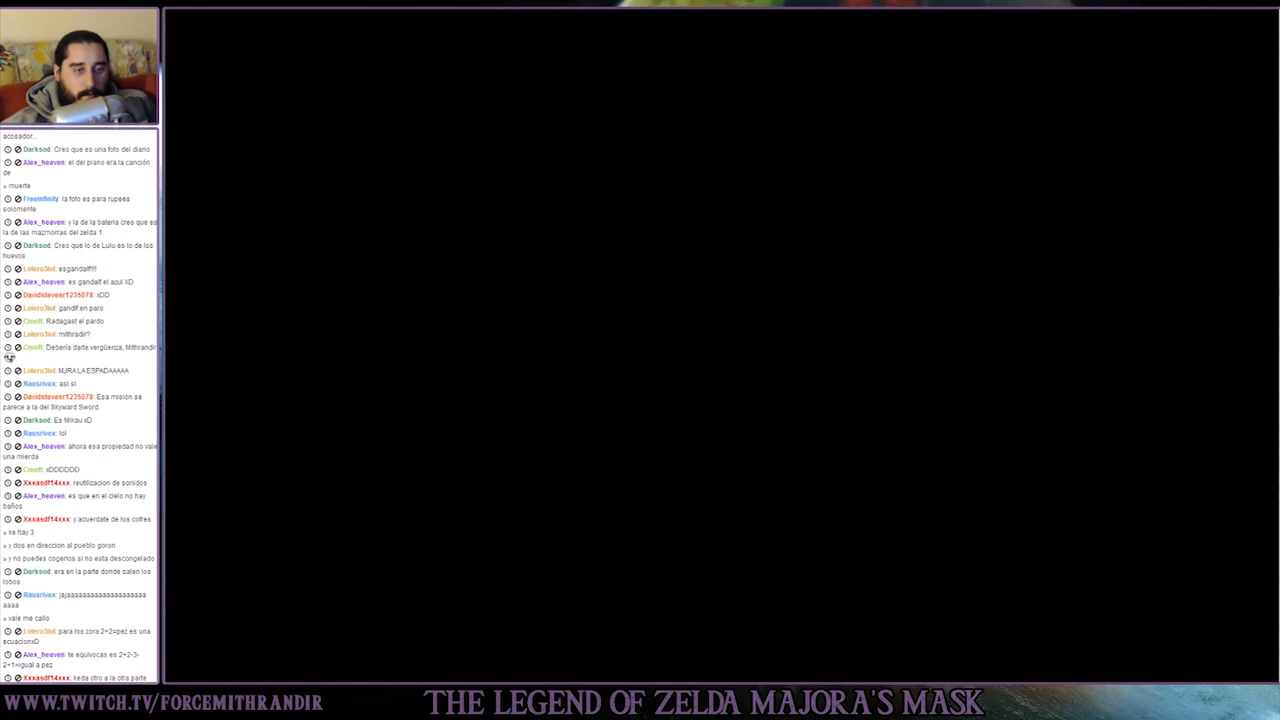 acosador...
Darksod: Creo que es una foto del diario
Alex_heaven: el del piano era la canción
de
» muerte
Freeinfinity: la foto es para rupees
solomente
Alex_heaven: y la de la bateria creo que es
la de las mazmorras del zelda 1
Darksod: Creo que lo de Lulu es lo de los
huevos
Lolero3lol: esgandalf!!!!
Alex_heaven: es gandalf el azul XD
Davidstevenr1235078: xDD
Lolero3lol: gandlf en paro
Cmoft: Radagast el pardo
Lolero3lol: mithradir?
Cmoft: Debería darte vergüenza, Mithrandir
Lolero3lol: MJRA LA ESPADAAAAA
Rausrivex: asi si
Davidstevenr1235078: Esa mision se
parece a la del Skyward Sword
Darksod: Es Mikau xD
Rausrivex: lol
Alex_heaven: ahora esa propiedad no vale
una mierda
Cmoft: xDDDDDD
Xxxasdf14xxx: reutilizacion de sonidos
Alex_heaven: es que en el cielo no hay
baños
Xxxasdf14xxx: y acuerdate de los cofres
» ke hay 3
» y dos en direccion al pueblo goron
» y no puedes cogerlos si no esta descongelado
Darksod: era en la parte donde salen los
lobos
Rausrivex: jajaaaaaaaaaaaaaaaaaaaa
aaaa
» vale me callo
Lolero3lol: para los zora 2+2=pez es una
ecuacionxD
Alex_heaven: te equivocas es 2+2-3-
2+1=igual a pez
Xxxasdf14xxx: keda otro a la otra parte
WWW.TWITCH.TV/FORCEMITHRANDIR
THE LEGEND OF ZELDA MAJORA'S MASK